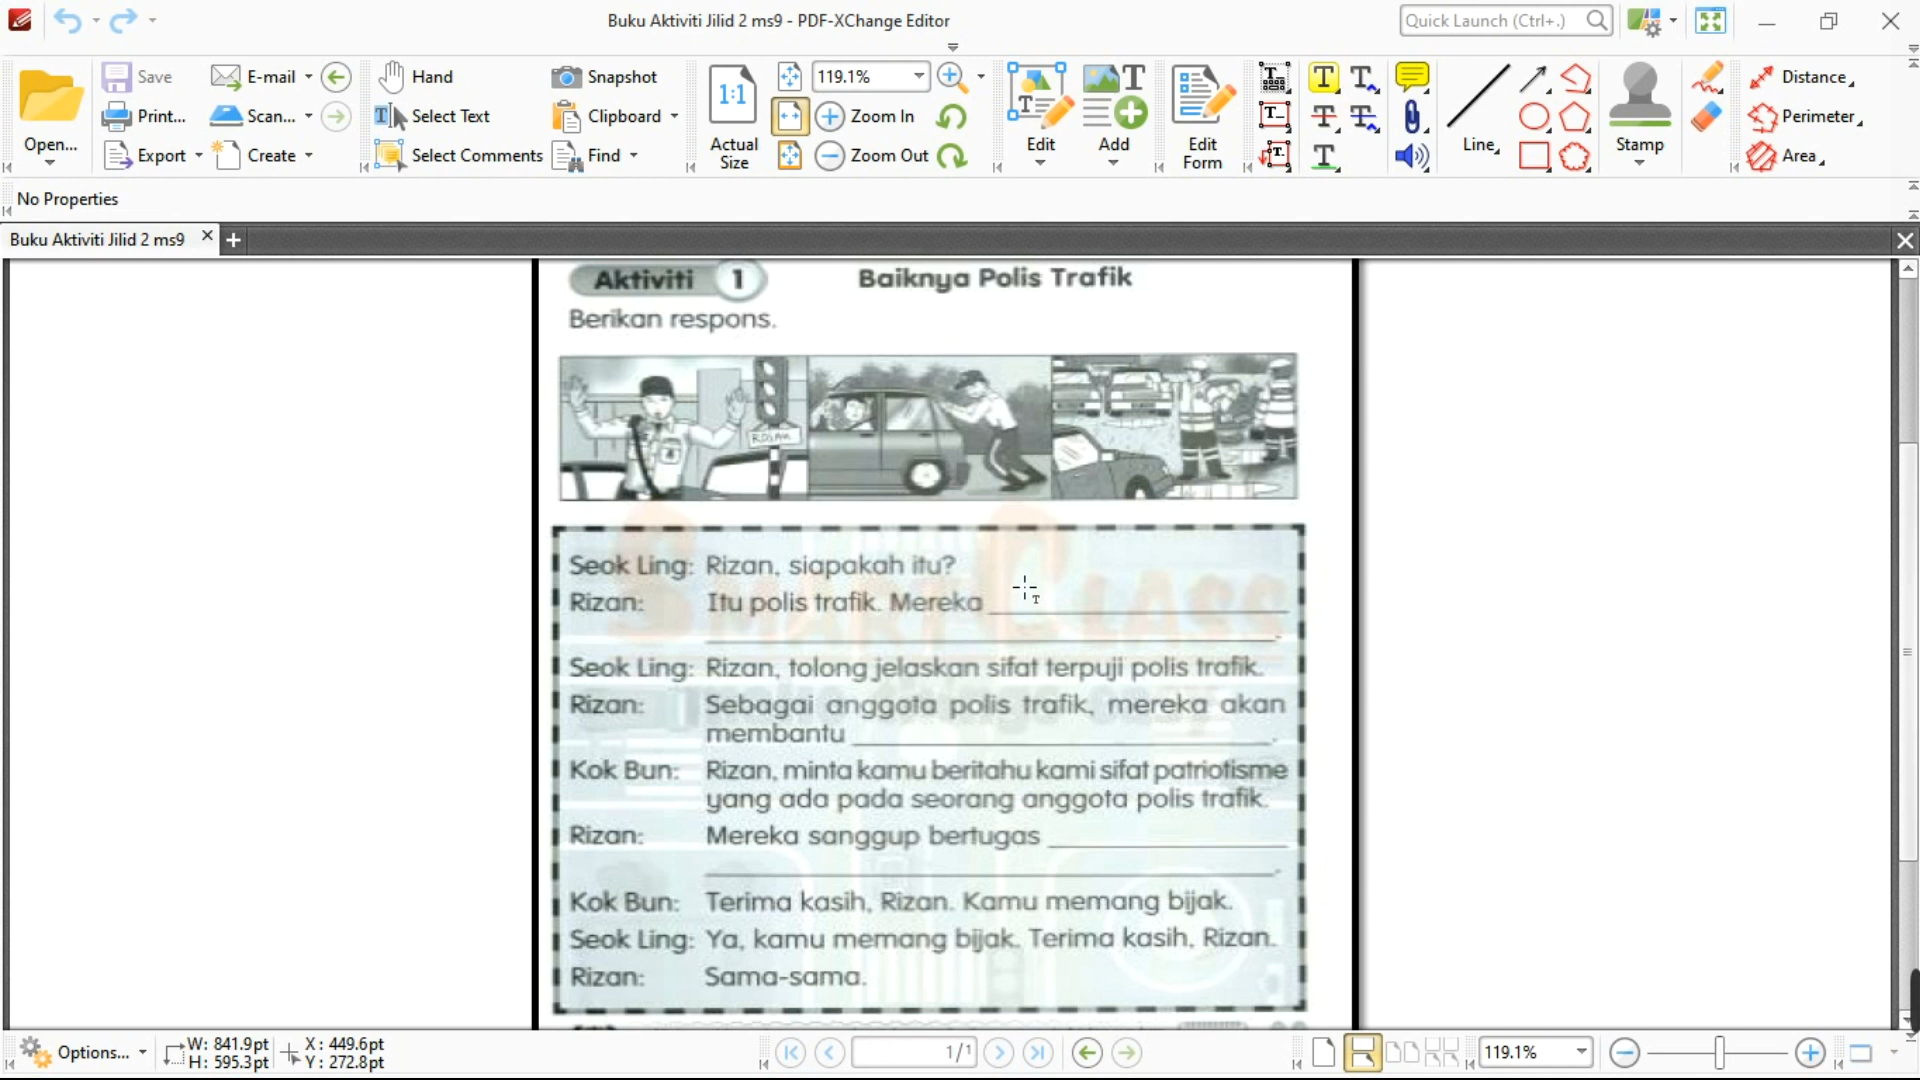 Buku Aktiviti Jilid 2 ms9 - PDF-XChange Editor
Quick Launch (Ctrl+.)
Open...
Save
E-mail
Print...
Scan...
Export
Create
Hand
Select Text
Select Comments
Snapshot
Clipboard
Find
1:1
Actual Size
119.1%
Zoom In
Zoom Out
Edit
Add
Edit Form
Line
Stamp
Distance
Perimeter
Area
No Properties
Buku Aktiviti Jilid 2 ms9
Aktiviti 1 Baiknya Polis Trafik
Berikan respons.
SMART CLASS
Seok Ling: Rizan, siapakah itu?
Rizan: Itu polis trafik. Mereka
Seok Ling: Rizan, tolong jelaskan sifat terpuji polis trafik.
Rizan: Sebagai anggota polis trafik, mereka akan
membantu .
Kok Bun: Rizan, minta kamu beritahu kami sifat patriotisme
yang ada pada seorang anggota polis trafik.
Rizan: Mereka sanggup bertugas
Kok Bun: Terima kasih, Rizan. Kamu memang bijak.
Seok Ling: Ya, kamu memang bijak. Terima kasih, Rizan.
Rizan: Sama-sama.
Options...
W: 841.9pt
H: 595.3pt
X : 449.6pt
Y : 272.8pt
1/1
119.1%